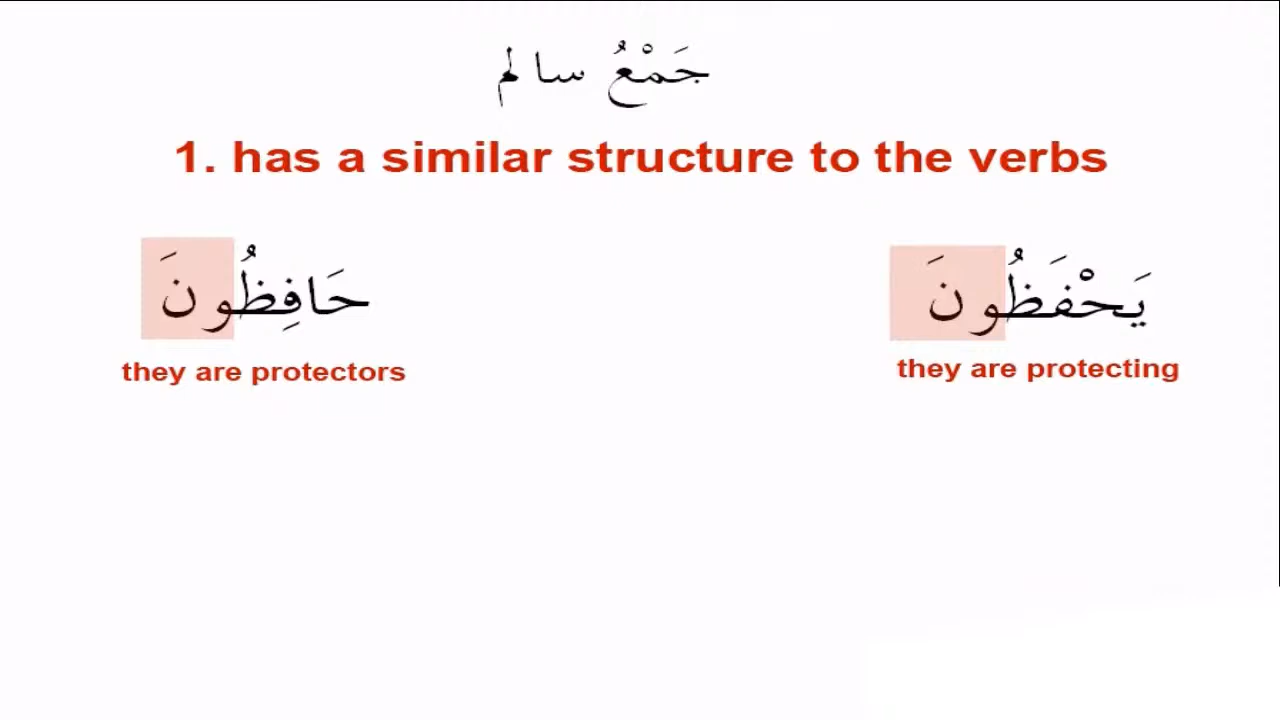 جَمْعُ سالم
1. has a similar structure to the verbs
حَافِظُونَ
يَحْفَظُونَ
they are protectors
they are protecting